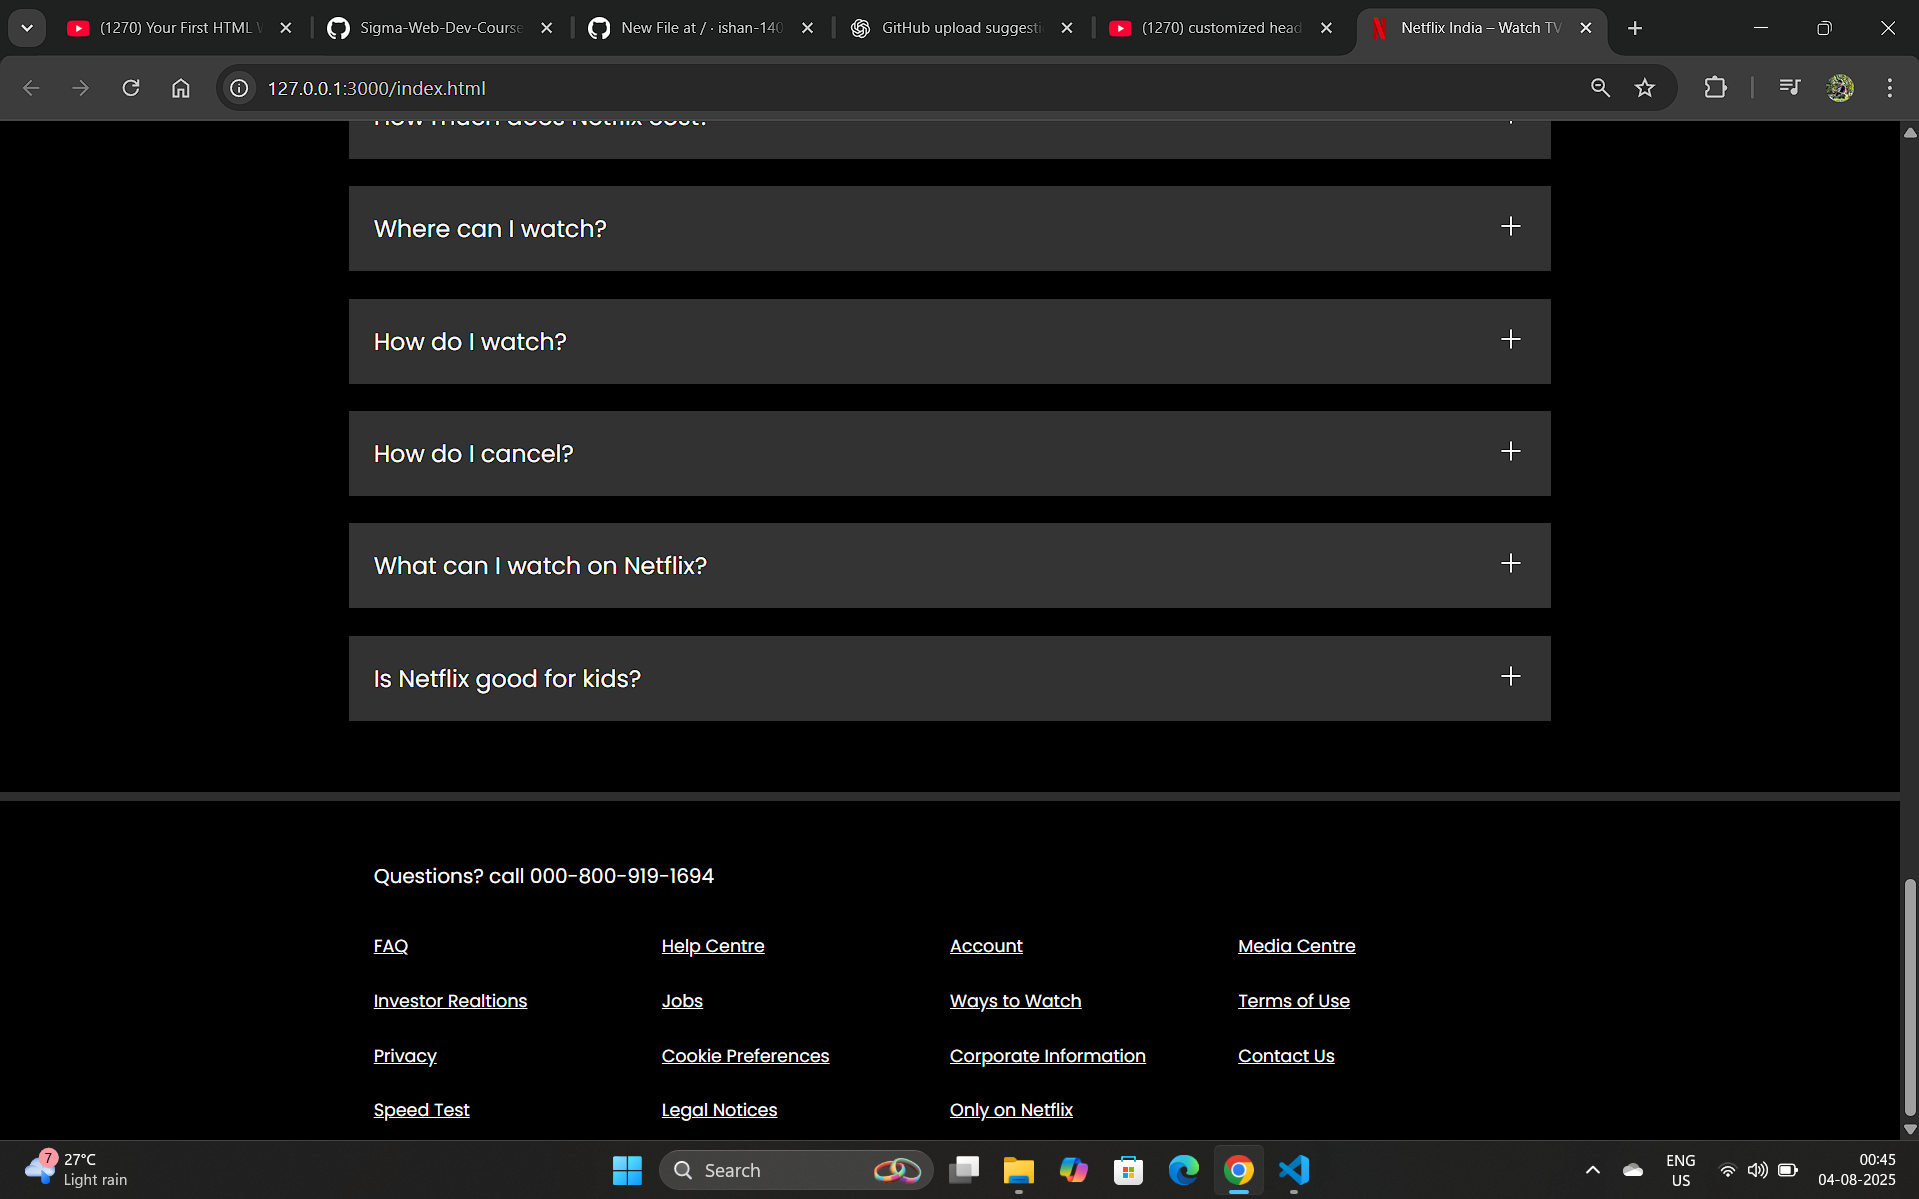 (1270) Your First HTML
Sigma-Web-Dev-Course
New File at / · ishan-140
GitHub upload suggesti
(1270) customized head
Netflix India – Watch TV
127.0.0.1:3000/index.html
How much does Netflix cost?
Where can I watch?
How do I watch?
How do I cancel?
What can I watch on Netflix?
Is Netflix good for kids?
Questions? call 000-800-919-1694
FAQ
Help Centre
Account
Media Centre
Investor Realtions
Jobs
Ways to Watch
Terms of Use
Privacy
Cookie Preferences
Corporate Information
Contact Us
Speed Test
Legal Notices
Only on Netflix
7
27°C
Light rain
Search
ENG
US
00:45
04-08-2025